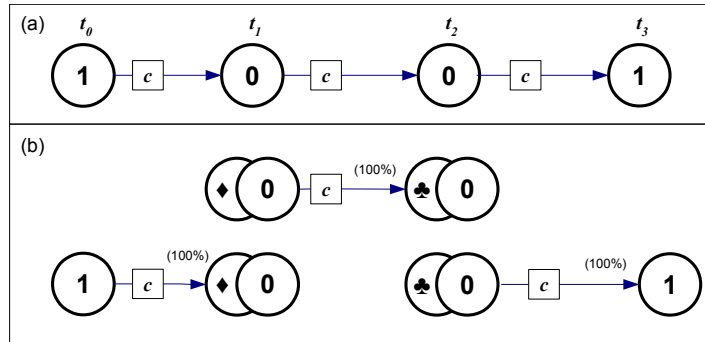 (a) t0 t1 t2 t3
1 c 0 c 0 c 1
(b)
♦ 0 c (100%) ♣ 0
1 c (100%) ♦ 0 ♣ 0 c (100%) 1